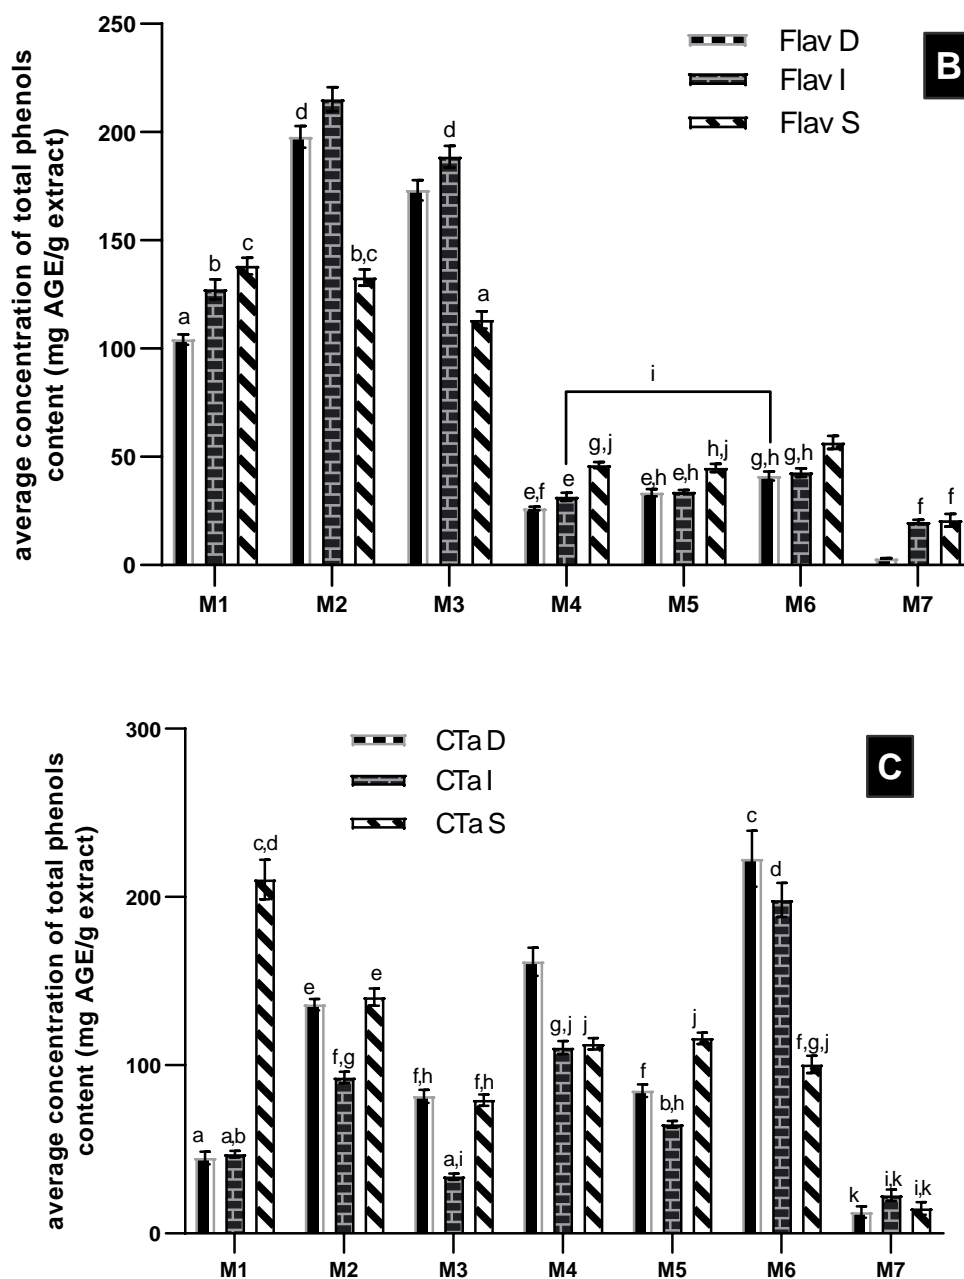 average concentration of total phenols
content (mg AGE/g extract)
250
200
150
100
50
0
Flav D
Flav I
Flav S
B
a
b
c
d
b,c
d
a
i
e,f
e
g,j
e,h
e,h
h,j
g,h
g,h
f
f
M1
M2
M3
M4
M5
M6
M7
average concentration of total phenols
content (mg AGE/g extract)
300
200
100
0
CTa D
CTa I
CTa S
C
a
a,b
c,d
e
f,g
e
f,h
a,i
f,h
g,j
j
f
b,h
j
c
d
f,g,j
k
i,k
i,k
M1
M2
M3
M4
M5
M6
M7